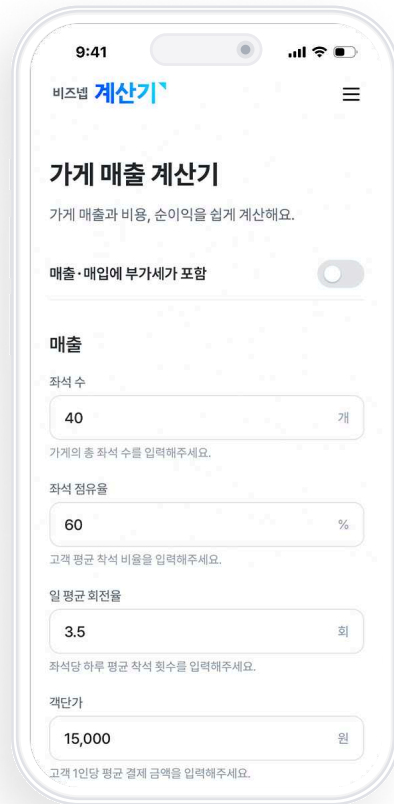 9:41
비즈넵 계산기
가게 매출 계산기
가게 매출과 비용, 순이익을 쉽게 계산해요.
매출·매입에 부가세가 포함
매출
좌석 수
40 개
가게의 총 좌석 수를 입력해주세요.
좌석 점유율
60 %
고객 평균 착석 비율을 입력해주세요.
일 평균 회전율
3.5 회
좌석당 하루 평균 착석 횟수를 입력해주세요.
객단가
15,000 원
고객 1인당 평균 결제 금액을 입력해주세요.